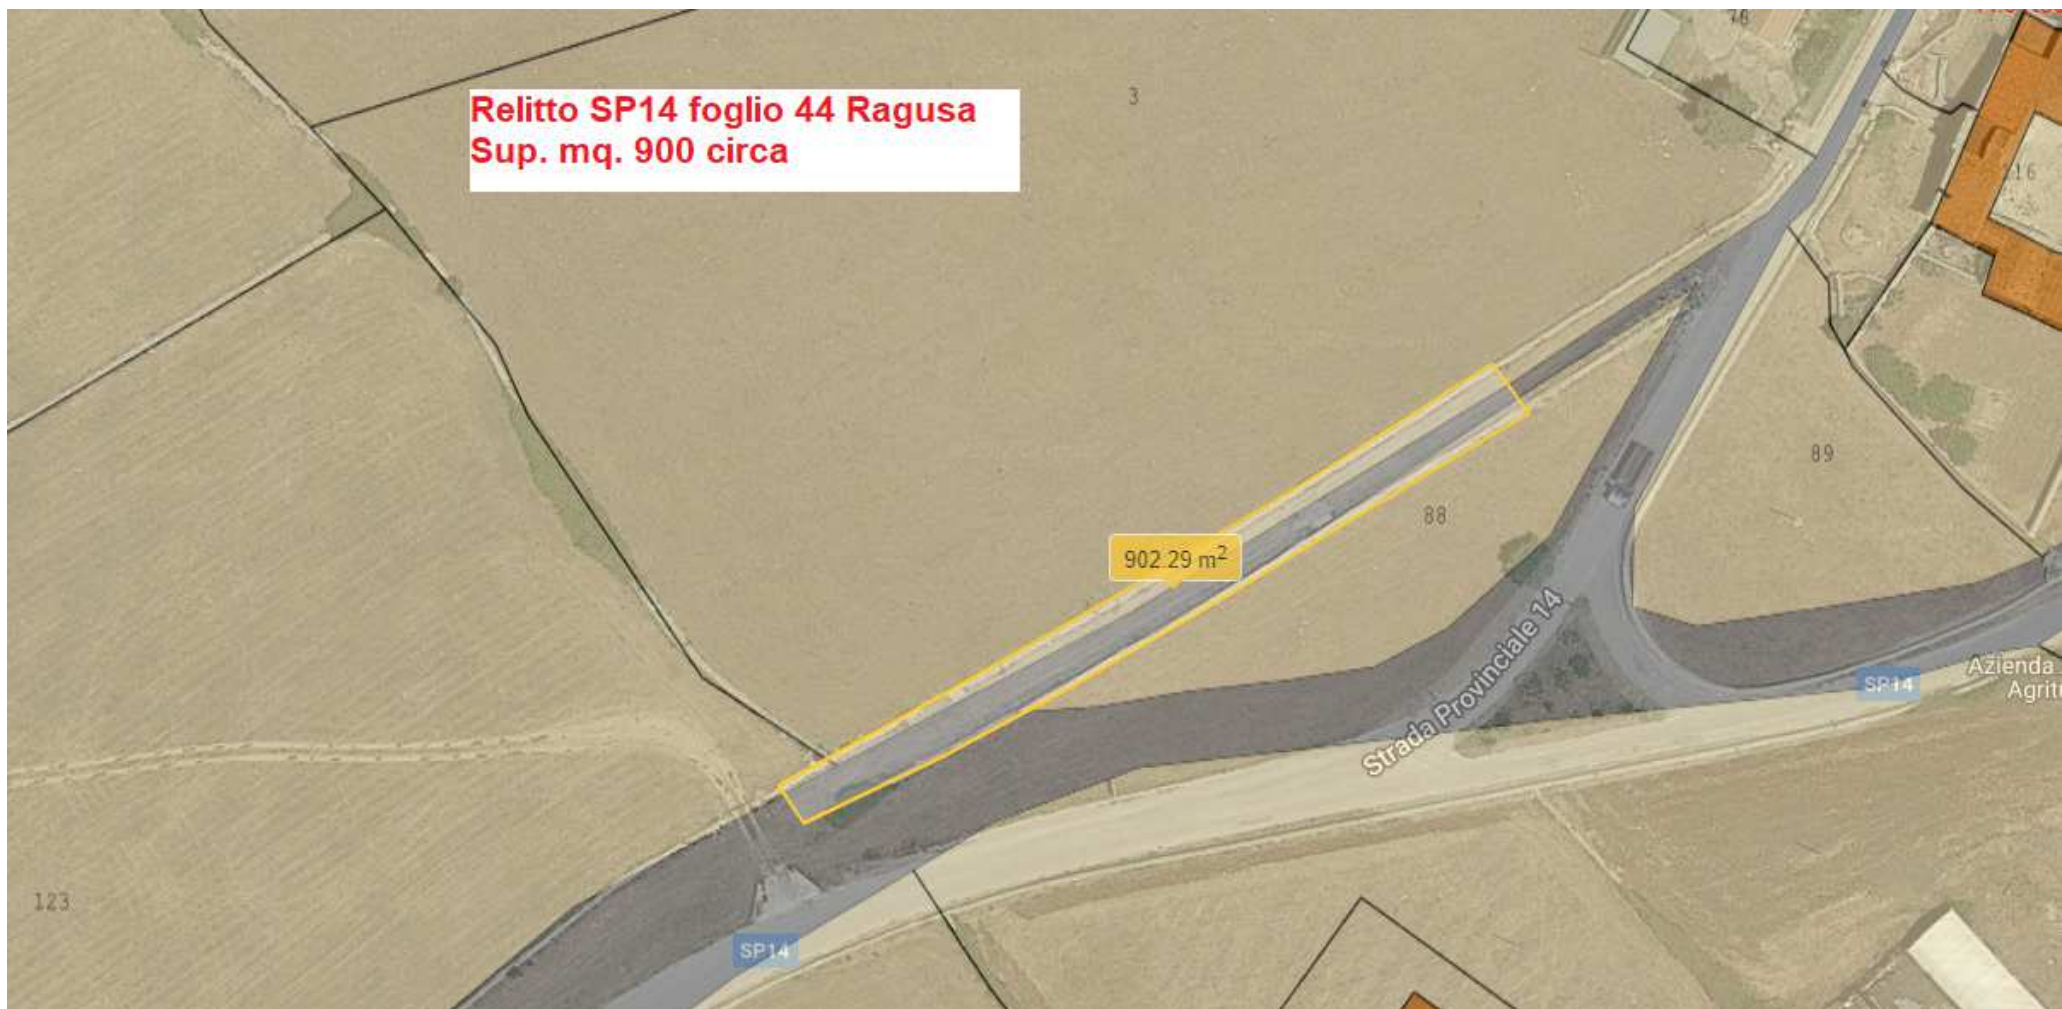 76
Relitto SP14 foglio 44 Ragusa
Sup. mq. 900 circa
3
116
89
88
902.29 m²
Strada Provinciale 14
SP14
Azienda
Agrit
123
SP14